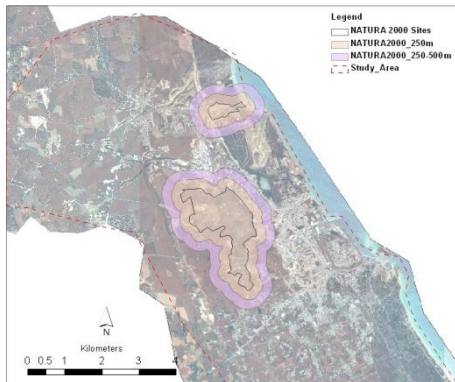 Legend
NATURA 2000 Sites
NATURA2000_250m
NATURA2000_250-500m
Study_Area
N
Kilometers
0 0.5 1 2 3 4